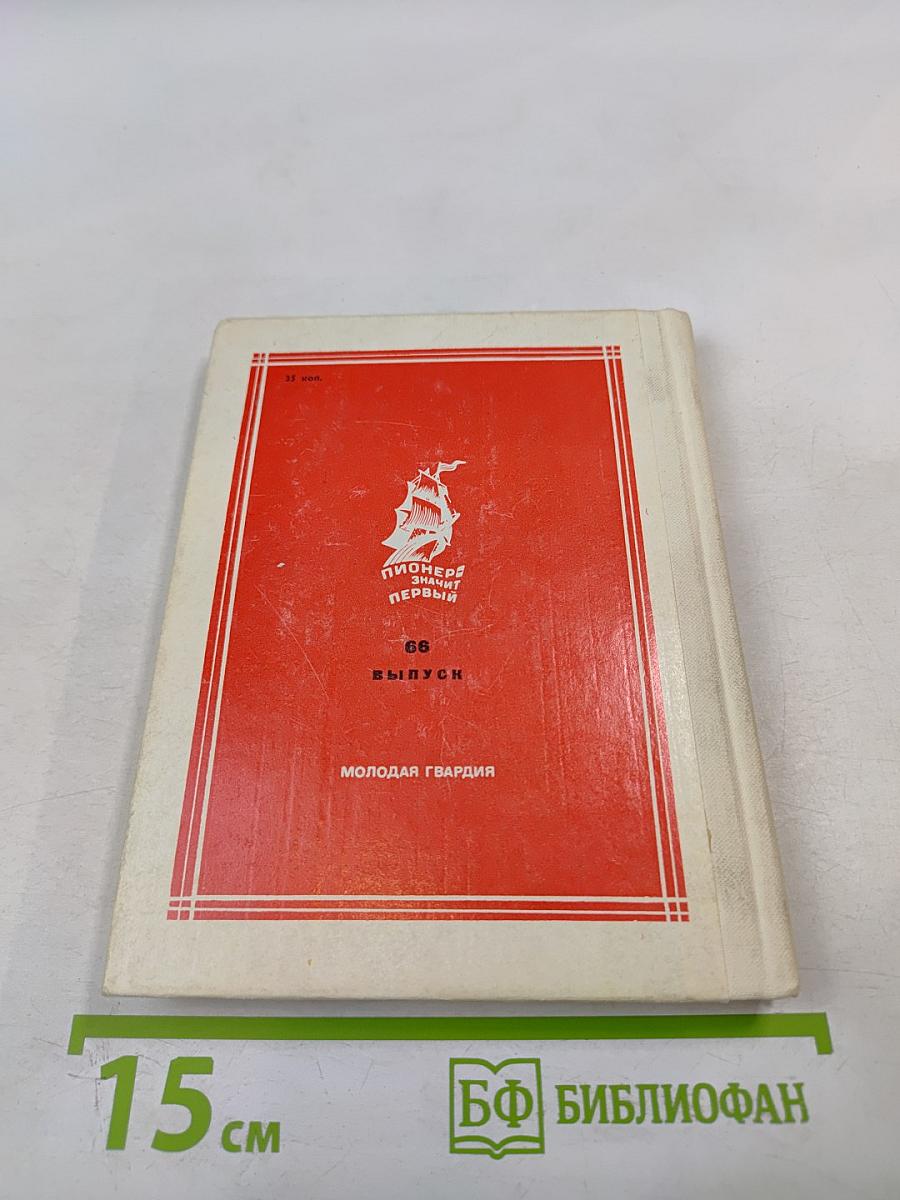 35 коп.
ПИОНЕР–
ЗНАЧИТ
ПЕРВЫЙ
66
ВЫПУСК
МОЛОДАЯ ГВАРДИЯ
15 см
БФ БИБЛИОФАН